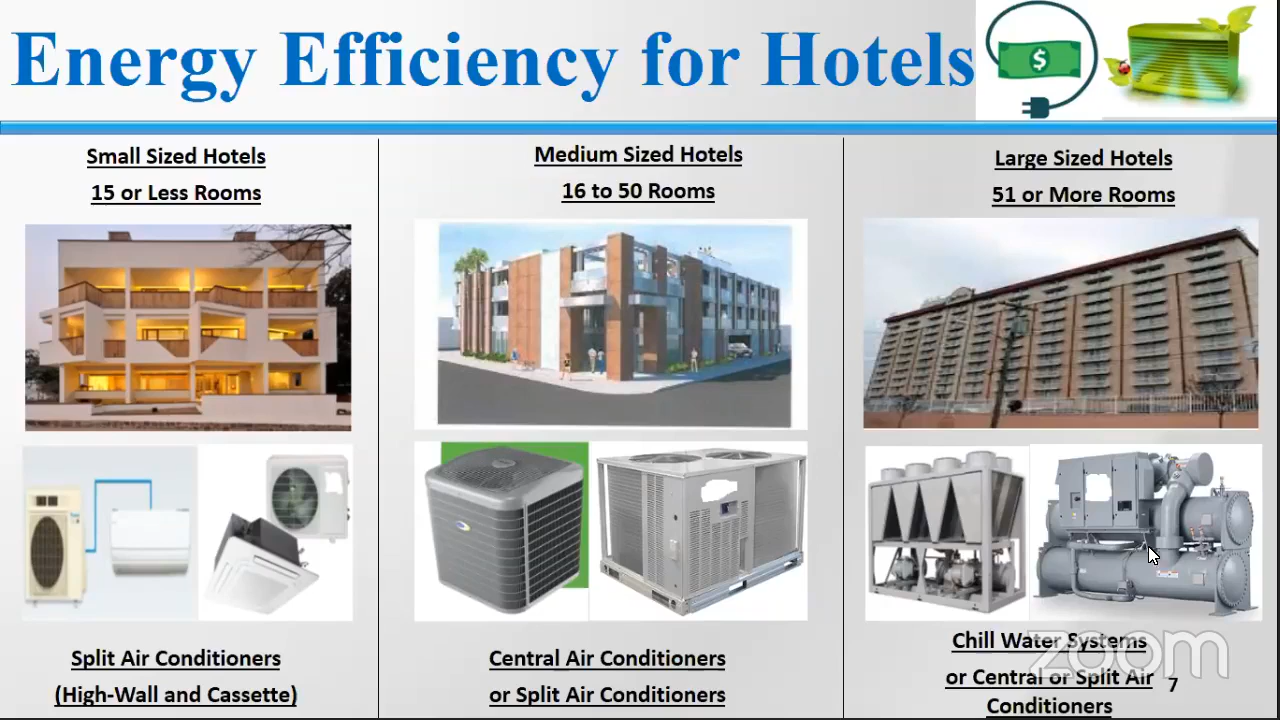 Energy Efficiency for Hotels
$
Small Sized Hotels
15 or Less Rooms
Medium Sized Hotels
16 to 50 Rooms
Large Sized Hotels
51 or More Rooms
Split Air Conditioners
(High-Wall and Cassette)
Central Air Conditioners
or Split Air Conditioners
Chill Water Systems
or Central or Split Air
Conditioners
zoom
7